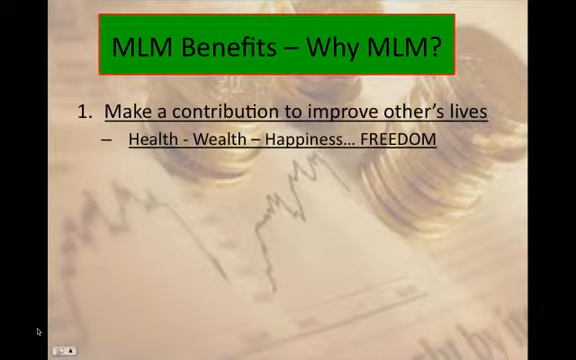 MLM Benefits – Why MLM?
1. Make a contribution to improve other's lives
– Health - Wealth – Happiness... FREEDOM